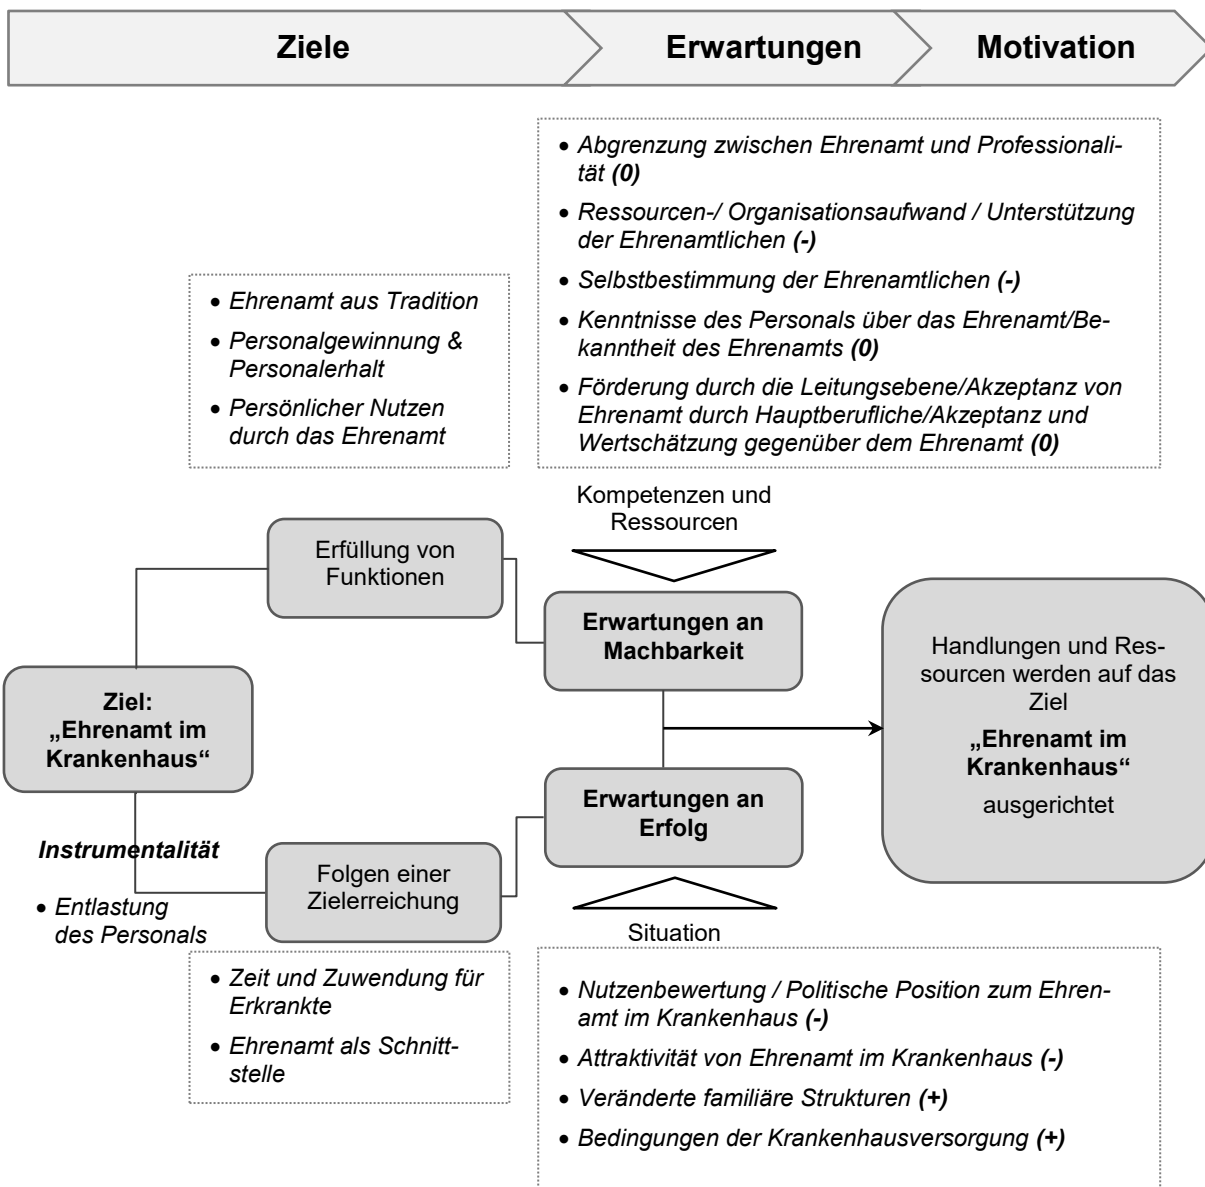 Ziele
Erwartungen
Motivation
• Abgrenzung zwischen Ehrenamt und Professionali-
tät (0)
• Ressourcen-/ Organisationsaufwand / Unterstützung
der Ehrenamtlichen (-)
• Selbstbestimmung der Ehrenamtlichen (-)
• Kenntnisse des Personals über das Ehrenamt/Be-
kanntheit des Ehrenamts (0)
• Förderung durch die Leitungsebene/Akzeptanz von
Ehrenamt durch Hauptberufliche/Akzeptanz und
Wertschätzung gegenüber dem Ehrenamt (0)
• Ehrenamt aus Tradition
• Personalgewinnung &
Personalerhalt
• Persönlicher Nutzen
durch das Ehrenamt
Kompetenzen und
Ressourcen
Erfüllung von
Funktionen
Erwartungen an
Machbarkeit
Ziel:
„Ehrenamt im
Krankenhaus“
Handlungen und Res-
sourcen werden auf das
Ziel
„Ehrenamt im
Krankenhaus“
ausgerichtet
Erwartungen an
Erfolg
Instrumentalität
• Entlastung
des Personals
Folgen einer
Zielerreichung
Situation
• Zeit und Zuwendung für
Erkrankte
• Ehrenamt als Schnitt-
stelle
• Nutzenbewertung / Politische Position zum Ehren-
amt im Krankenhaus (-)
• Attraktivität von Ehrenamt im Krankenhaus (-)
• Veränderte familiäre Strukturen (+)
• Bedingungen der Krankenhausversorgung (+)